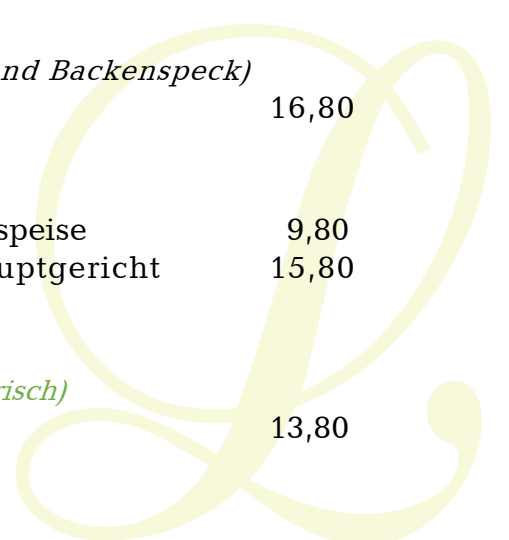 nd Backenspeck)
16,80
speise 9,80
uptgericht 15,80
risch)
13,80